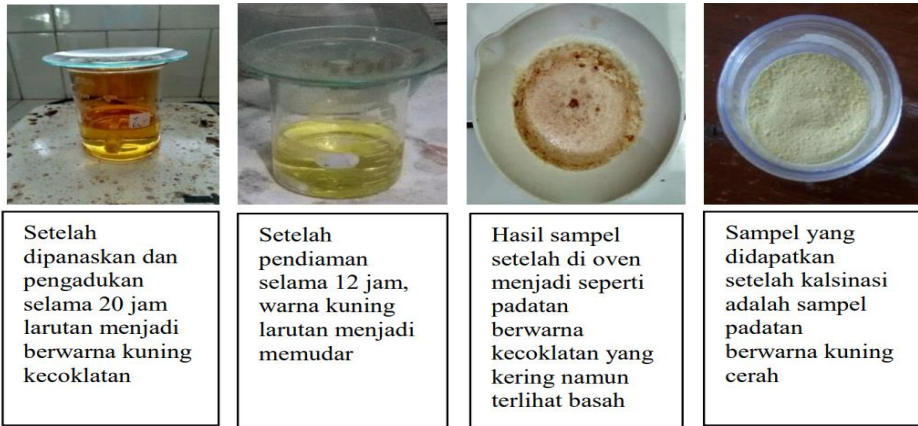 Setelah
dipanaskan dan
pengadukan
selama 20 jam
larutan menjadi
berwarna kuning
kecoklatan
Setelah
pendiaman
selama 12 jam,
warna kuning
larutan menjadi
memudar
Hasil sampel
setelah di oven
menjadi seperti
padatan
berwarna
kecoklatan yang
kering namun
terlihat basah
Sampel yang
didapatkan
setelah kalsinasi
adalah sampel
padatan
berwarna kuning
cerah